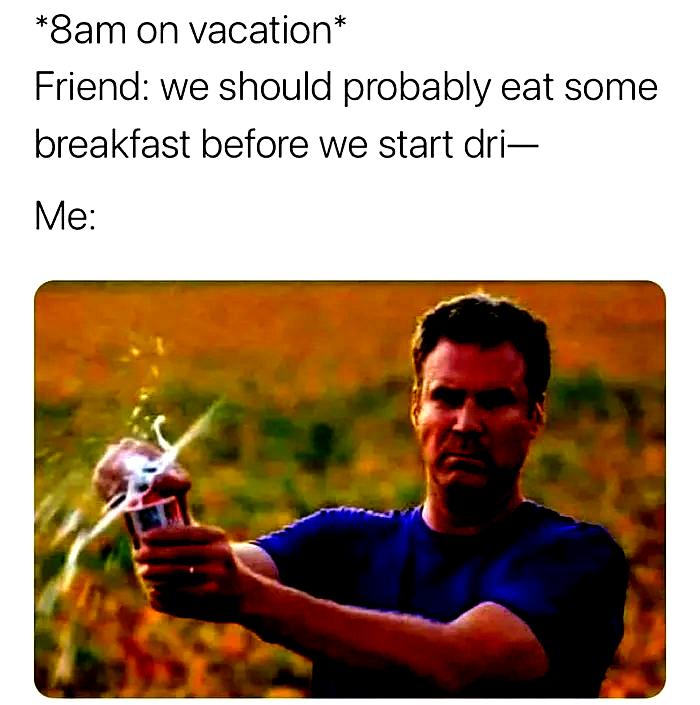 *8am on vacation*
Friend: we should probably eat some
breakfast before we start dri—
Me: